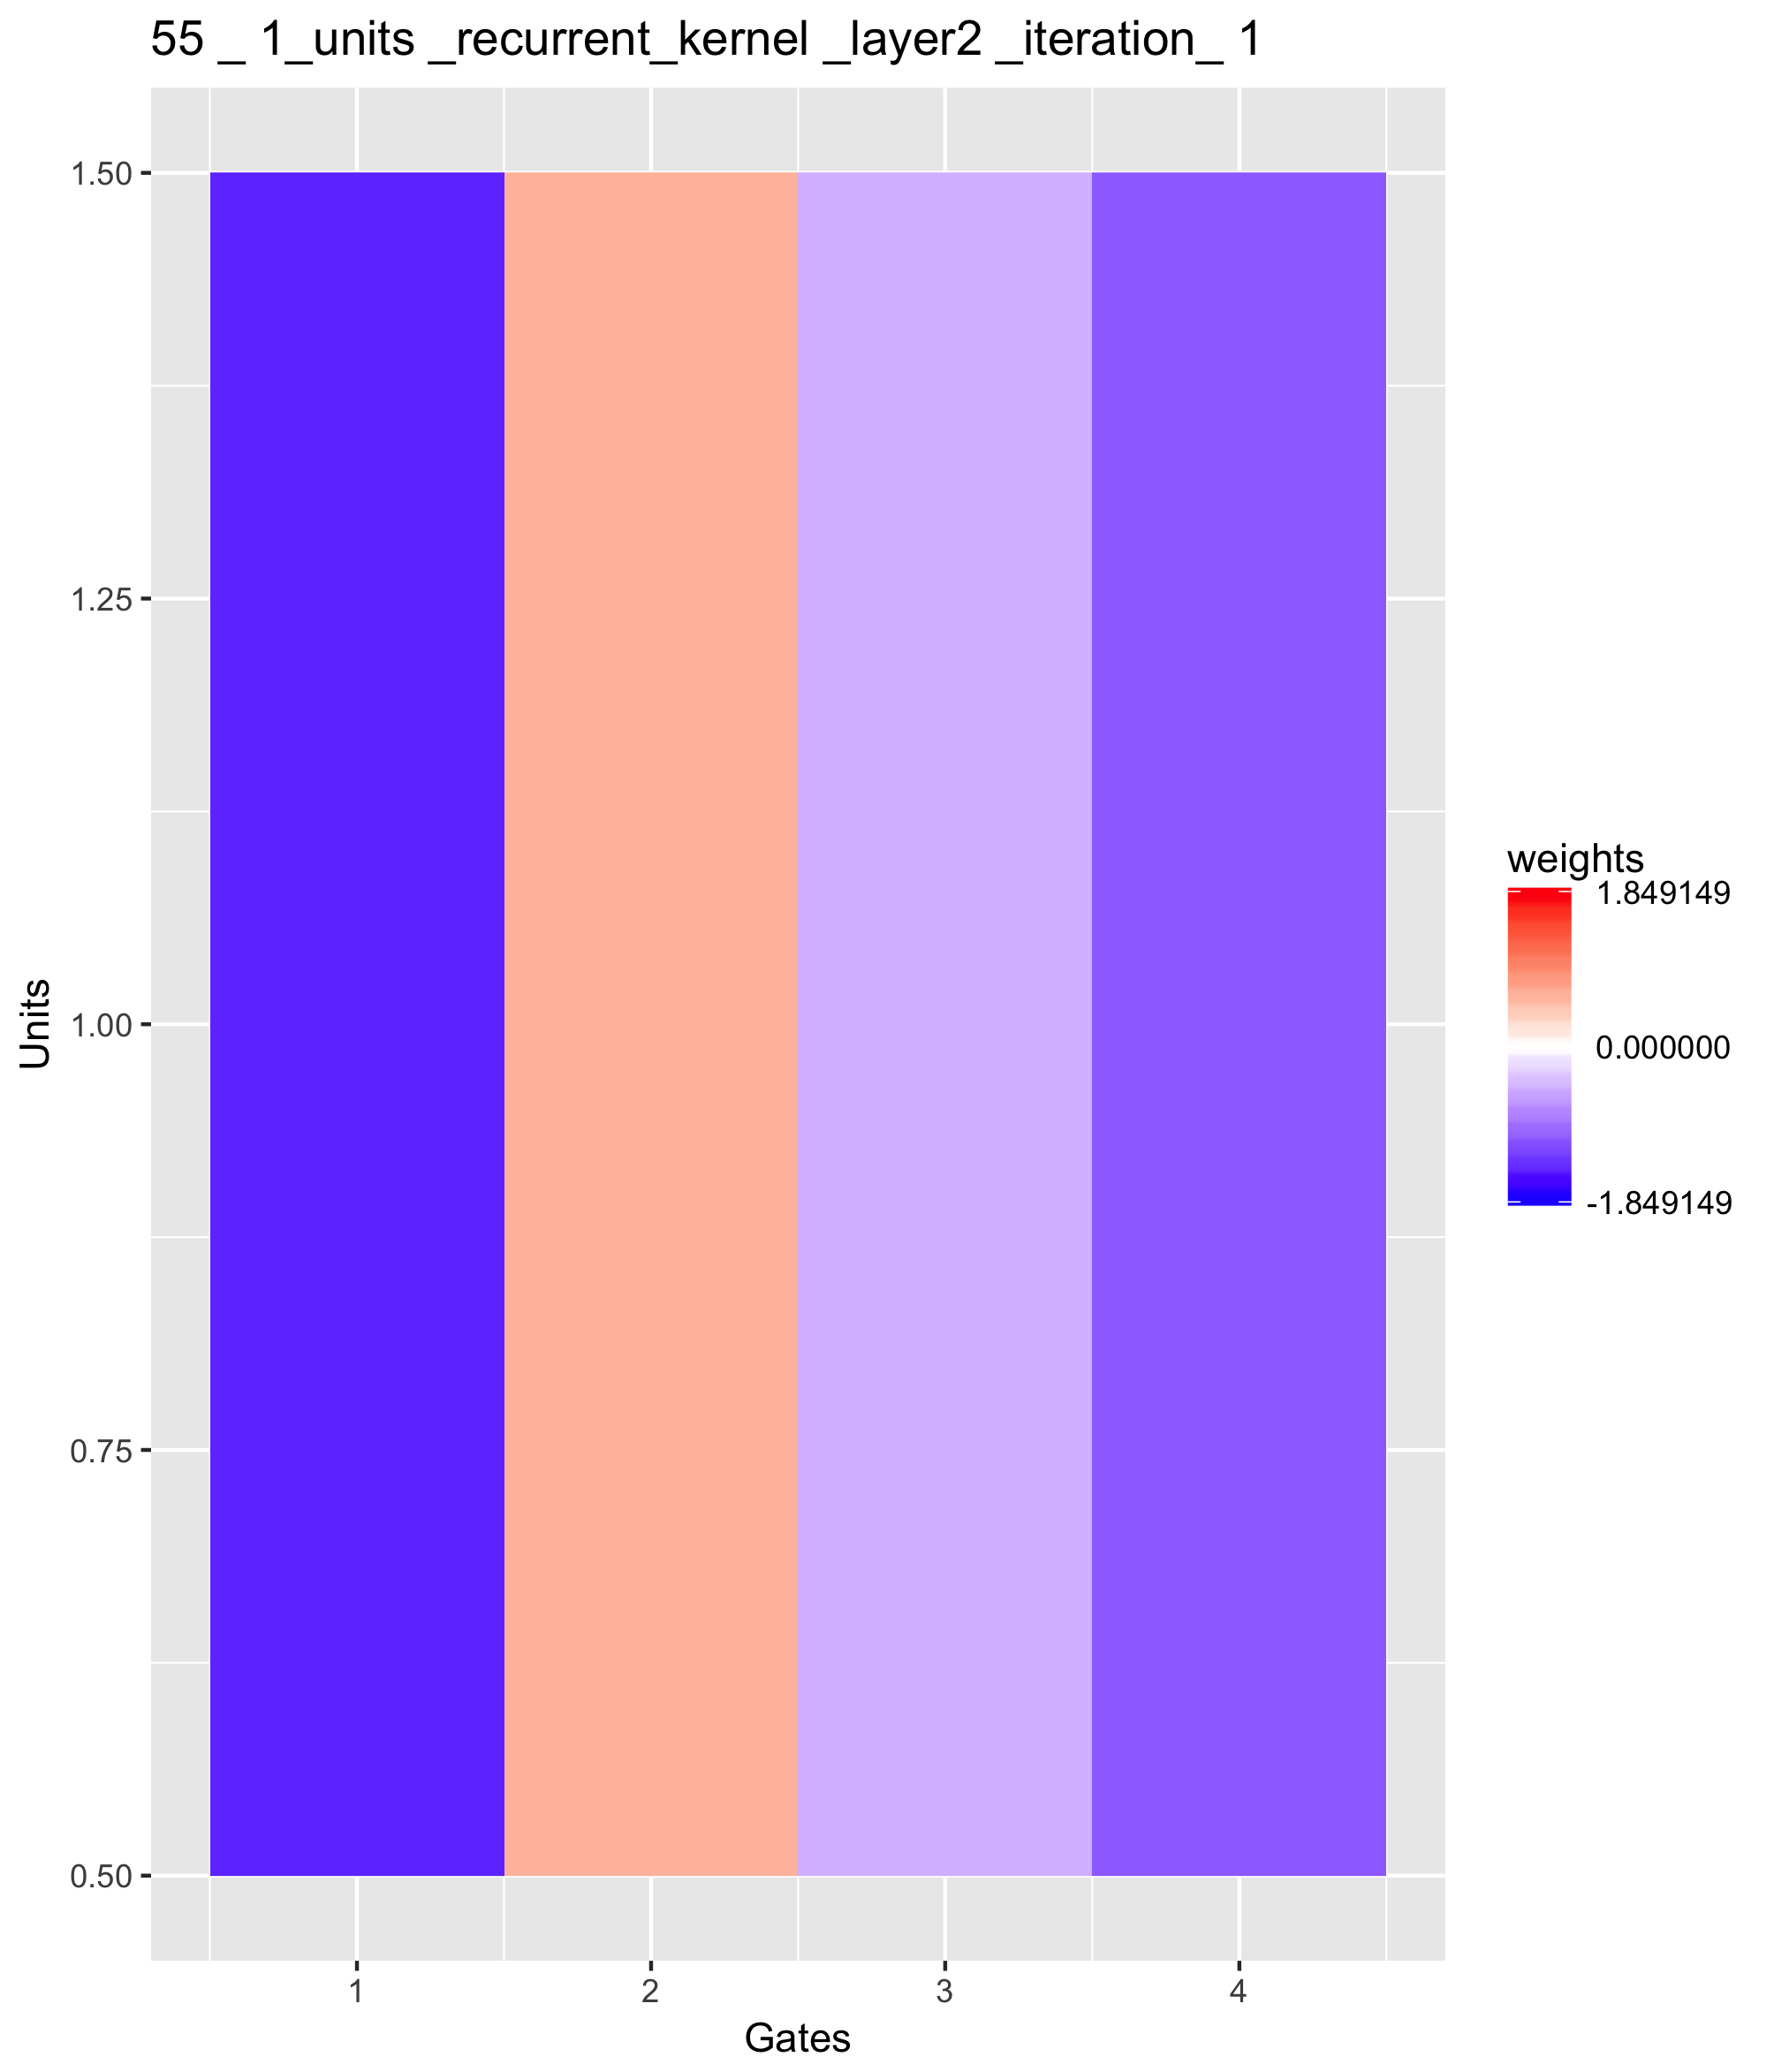 55 _ 1_units _recurrent_kernel _layer2 _iteration_ 1
1.50
1.25
1.00
0.75
0.50
Units
1 2 3 4
Gates
weights
1.849149
0.000000
-1.849149